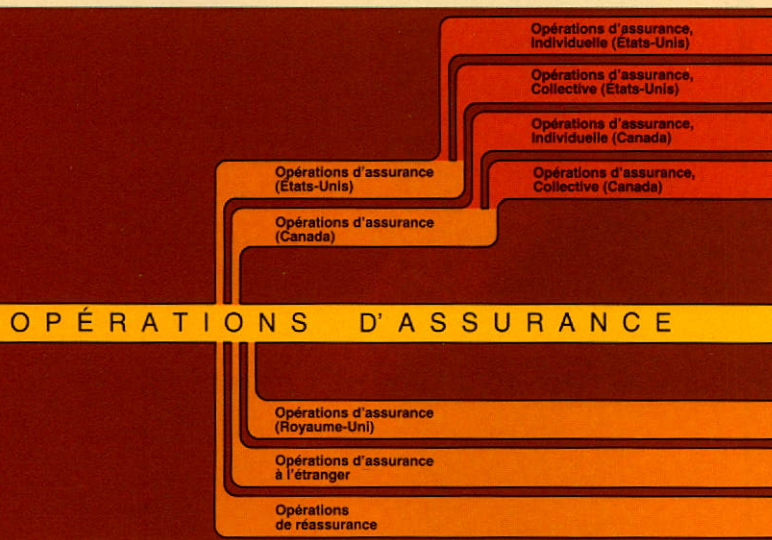 Opérations d'assurance,
Individuelle (États-Unis)
Opérations d'assurance,
Collective (États-Unis)
Opérations d'assurance,
Individuelle (Canada)
Opérations d'assurance,
Collective (Canada)
Opérations d'assurance
(États-Unis)
Opérations d'assurance
(Canada)
OPÉRATIONS D'ASSURANCE
Opérations d'assurance
(Royaume-Uni)
Opérations d'assurance
à l'étranger
Opérations
de réassurance